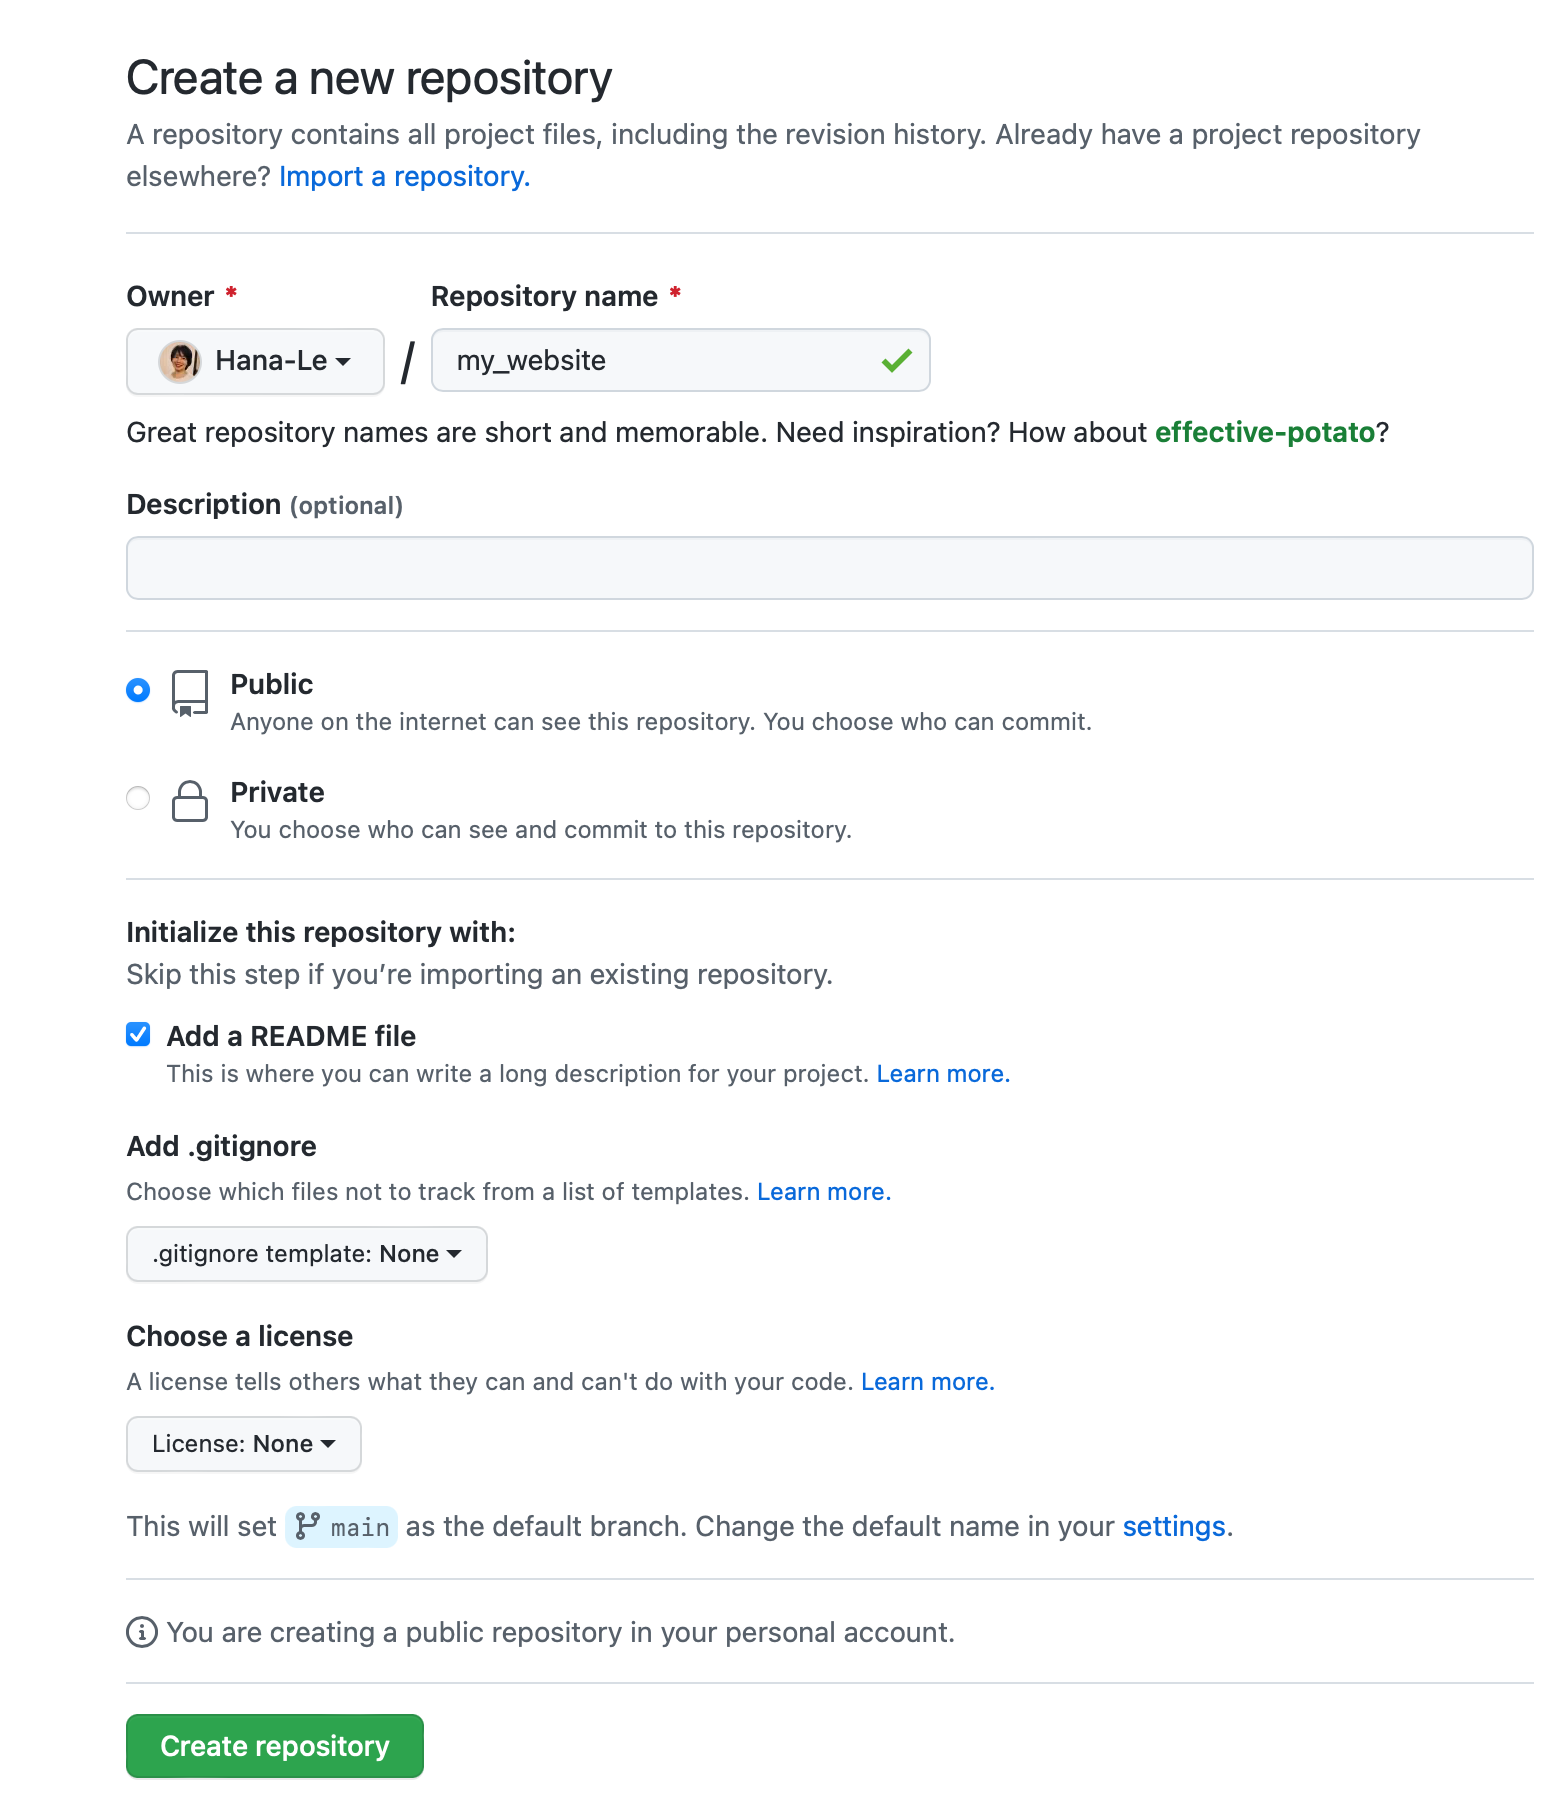 Create a new repository
A repository contains all project files, including the revision history. Already have a project repository
elsewhere? Import a repository.
Owner *
Repository name *
Hana-Le
/
my_website
Great repository names are short and memorable. Need inspiration? How about effective-potato?
Description (optional)
Public
Anyone on the internet can see this repository. You choose who can commit.
Private
You choose who can see and commit to this repository.
Initialize this repository with:
Skip this step if you’re importing an existing repository.
Add a README file
This is where you can write a long description for your project. Learn more.
Add .gitignore
Choose which files not to track from a list of templates. Learn more.
.gitignore template: None
Choose a license
A license tells others what they can and can't do with your code. Learn more.
License: None
This will set main as the default branch. Change the default name in your settings.
You are creating a public repository in your personal account.
Create repository